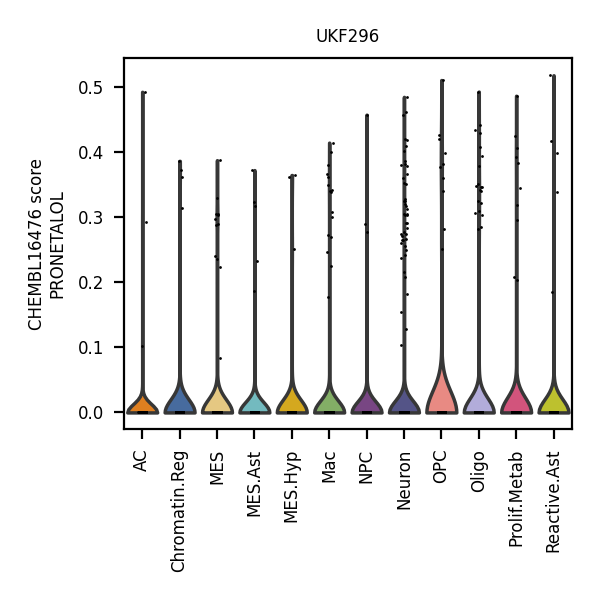 UKF296
CHEMBL16476 score
PRONETALOL
0.5
0.4
0.3
0.2
0.1
0.0
AC
Chromatin.Reg
MES
MES.Ast
MES.Hyp
Mac
NPC
Neuron
OPC
Oligo
Prolif.Metab
Reactive.Ast